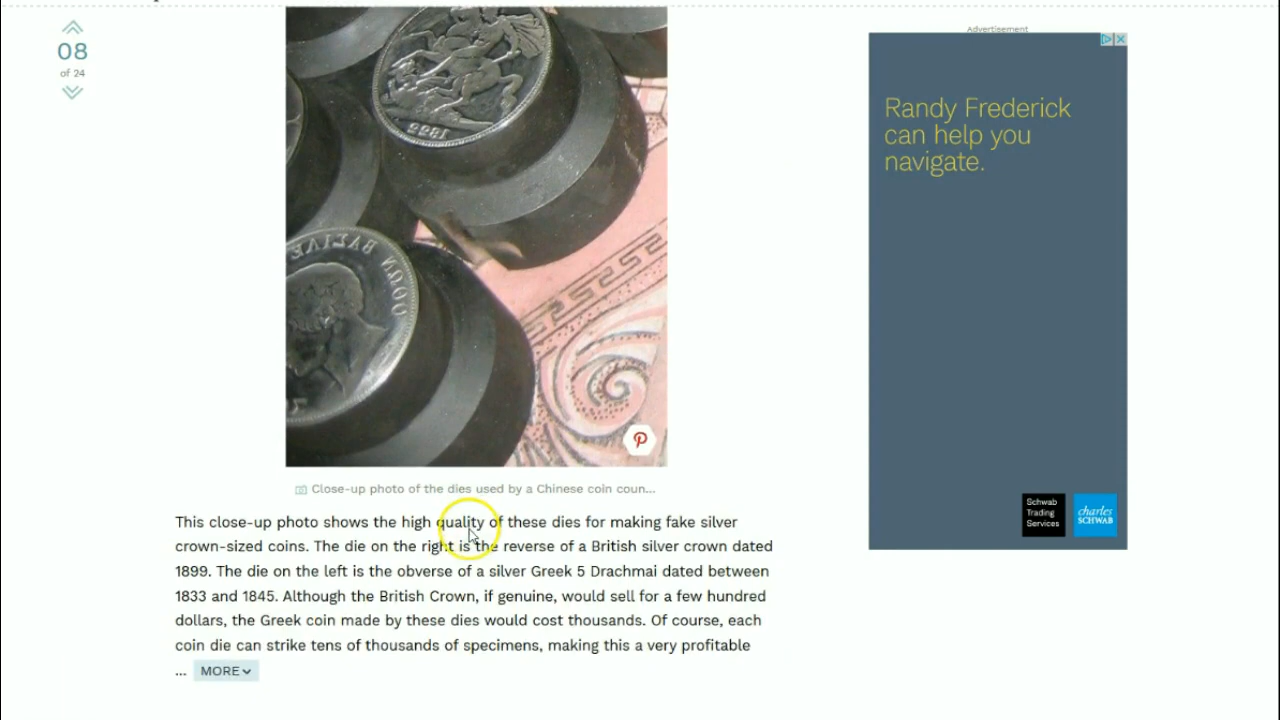 08
of 24
Advertisement
Randy Frederick
can help you
navigate.
Schwab
Trading
Services
charles
SCHWAB
Close-up photo of the dies used by a Chinese coin coun...
This close-up photo shows the high quality of these dies for making fake silver
crown-sized coins. The die on the right is the reverse of a British silver crown dated
1899. The die on the left is the obverse of a silver Greek 5 Drachmai dated between
1833 and 1845. Although the British Crown, if genuine, would sell for a few hundred
dollars, the Greek coin made by these dies would cost thousands. Of course, each
coin die can strike tens of thousands of specimens, making this a very profitable
... MORE